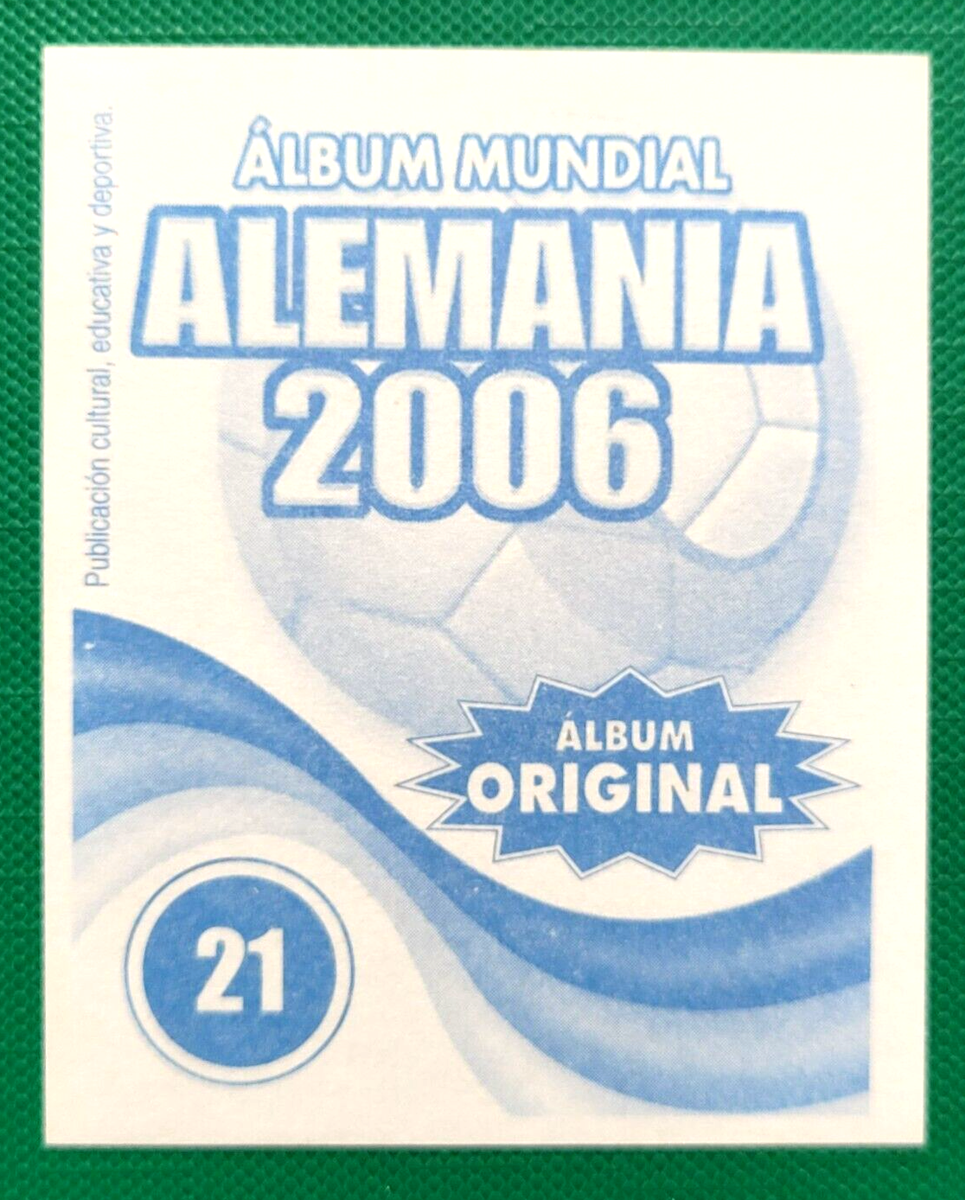 Publicación cultural, educativa y deportiva.
ÁLBUM MUNDIAL
ALEMANIA
2006
ÁLBUM
ORIGINAL
21